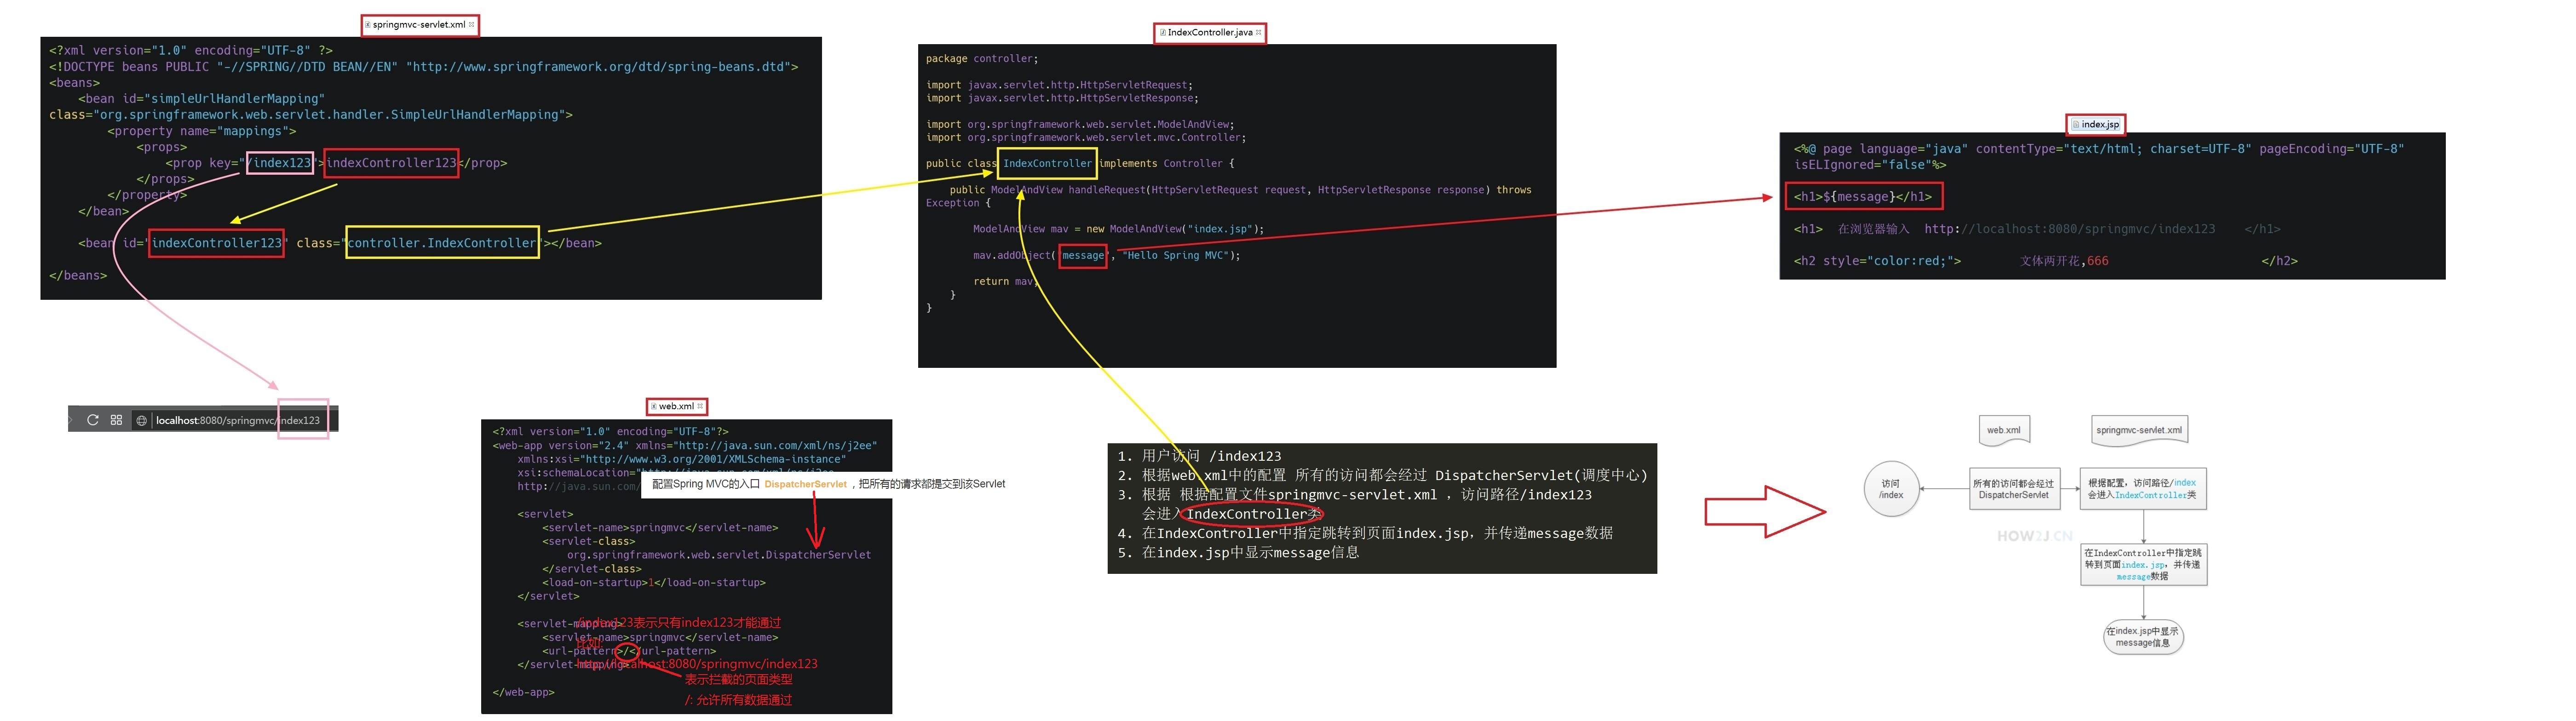 springmvc-servlet.xml
<?xml version="1.0" encoding="UTF-8" ?>
<!DOCTYPE beans PUBLIC "-//SPRING//DTD BEAN//EN" "http://www.springframework.org/dtd/spring-beans.dtd">
<beans>
<bean id="simpleUrlHandlerMapping"
class="org.springframework.web.servlet.handler.SimpleUrlHandlerMapping">
<property name="mappings">
<props>
<prop key="/index123">indexController123</prop>
</props>
</property>
</bean>
<bean id="indexController123" class="controller.IndexController"></bean>
</beans>
localhost:8080/springmvc/index123
web.xml
<?xml version="1.0" encoding="UTF-8"?>
<web-app version="2.4" xmlns="http://java.sun.com/xml/ns/j2ee"
xmlns:xsi="http://www.w3.org/2001/XMLSchema-instance"
xsi:schemaLocation="http://java.sun.com/xml/ns/j2ee
http://java.sun.com/
配置Spring MVC的入口 DispatcherServlet ，把所有的请求都提交到该Servlet
<servlet>
<servlet-name>springmvc</servlet-name>
<servlet-class>
org.springframework.web.servlet.DispatcherServlet
</servlet-class>
<load-on-startup>1</load-on-startup>
</servlet>
<servlet-mapping>
/index123表示只有index123才能通过
<servlet-name>springmvc</servlet-name>
比如:
<url-pattern>/</url-pattern>
</servlet-mapping>
http://localhost:8080/springmvc/index123
表示拦截的页面类型
/: 允许所有数据通过
</web-app>
IndexController.java
package controller;
import javax.servlet.http.HttpServletRequest;
import javax.servlet.http.HttpServletResponse;
import org.springframework.web.servlet.ModelAndView;
import org.springframework.web.servlet.mvc.Controller;
public class IndexController implements Controller {
public ModelAndView handleRequest(HttpServletRequest request, HttpServletResponse response) throws
Exception {
ModelAndView mav = new ModelAndView("index.jsp");
mav.addObject("message", "Hello Spring MVC");
return mav;
}
}
1. 用户访问 /index123
2. 根据web.xml中的配置 所有的访问都会经过 DispatcherServlet(调度中心)
3. 根据 根据配置文件springmvc-servlet.xml ，访问路径/index123
会进入IndexController类
4. 在IndexController中指定跳转到页面index.jsp，并传递message数据
5. 在index.jsp中显示message信息
index.jsp
<%@ page language="java" contentType="text/html; charset=UTF-8" pageEncoding="UTF-8"
isELIgnored="false"%>
<h1>${message}</h1>
<h1> 在浏览器输入 http://localhost:8080/springmvc/index123 </h1>
<h2 style="color:red;"> 文体两开花,666 </h2>
web.xml
springmvc-servlet.xml
访问
/index
所有的访问都会经过
DispatcherServlet
根据配置，访问路径/index
会进入IndexController类
HOW2J.CN
在IndexController中指定跳
转到页面index.jsp，并传递
message数据
在index.jsp中显示
message信息